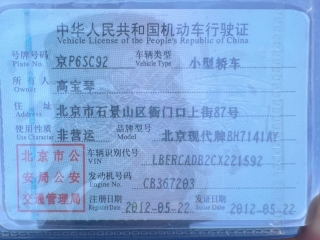 中华人民共和国机动车行驶证
Vehicle License of the People's Republic of China
号牌号码 京P6SC92 车辆类型 小型轿车
Plate No. Vehicle Type
所有人 高宝琴
Owner
住址 北京市石景山区衙门口上街87号
Address
使用性质 非营运 品牌型号 北京现代牌BH7141AY
Use Character Model
北京市公安局公安交通管理局
车辆识别代号 LBERCADB2CX221592
VIN
发动机号码 CB367203
Engine No.
注册日期 2012-05-22 发证日期 2012-05-22
Register Date Issue Date